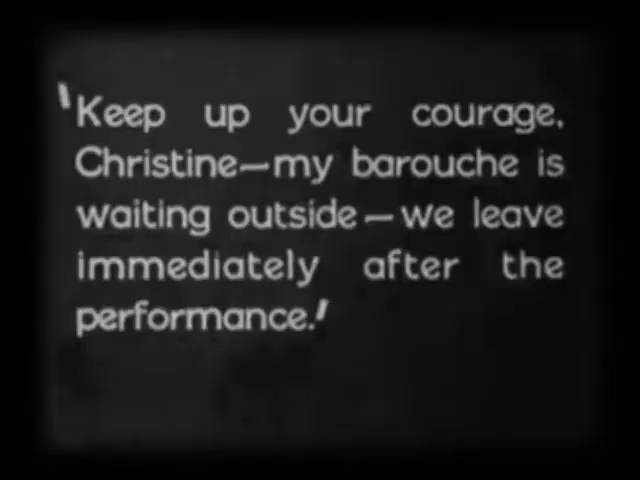 'Keep up your courage,
Christine—my barouche is
waiting outside—we leave
immediately after the
performance.'